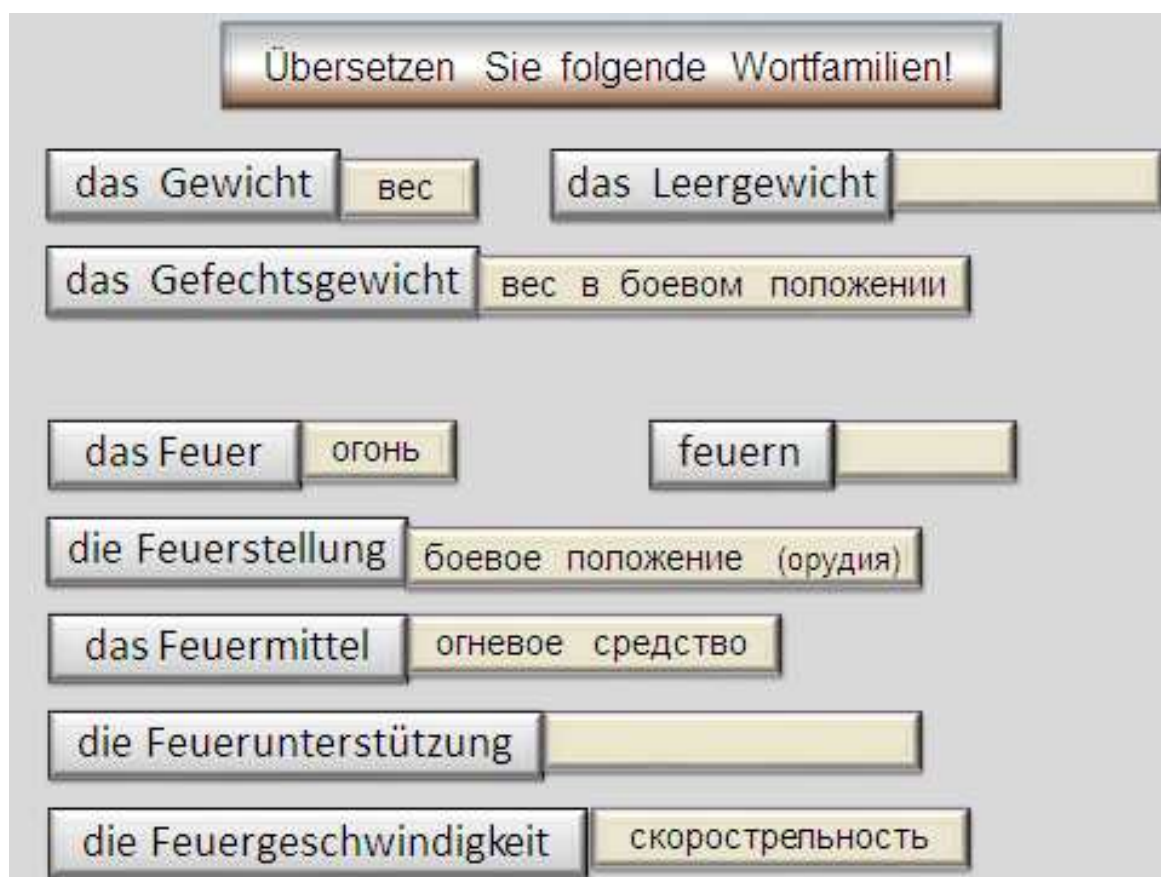 Übersetzen Sie folgende Wortfamilien!
das Gewicht вес das Leergewicht
das Gefechtsgewicht вес в боевом положении
das Feuer огонь feuern
die Feuerstellung боевое положение (орудия)
das Feuermittel огневое средство
die Feuerunterstützung
die Feuergeschwindigkeit скорострельность